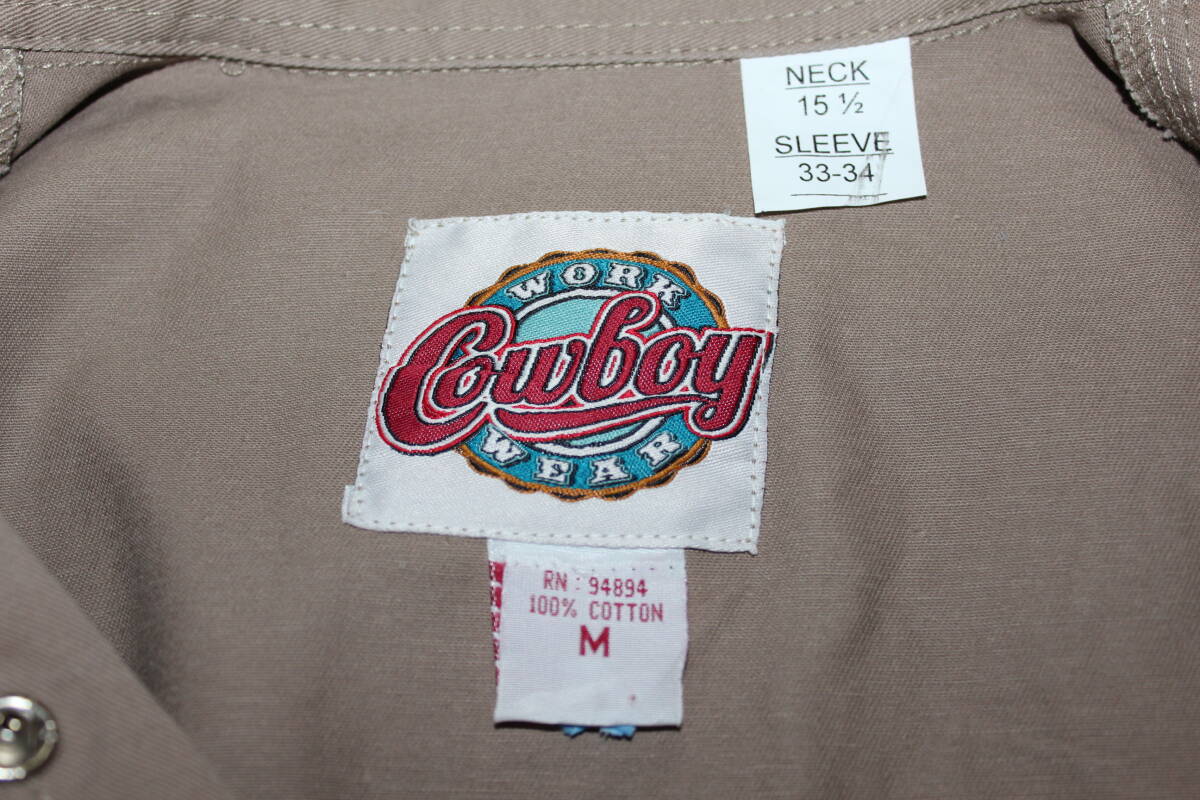 NECK
15 ½
SLEEVE
33-34
WORK
Cowboy
WEAR
RN : 94894
100% COTTON
M